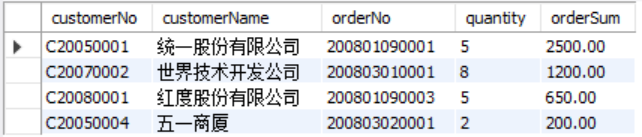 customerNo customerName orderNo quantity orderSum
C20050001 统一股份有限公司 200801090001 5 2500.00
C20070002 世界技术开发公司 200803010001 8 1200.00
C20080001 红度股份有限公司 200801090003 5 650.00
C20050004 五一商厦 200803020001 2 200.00